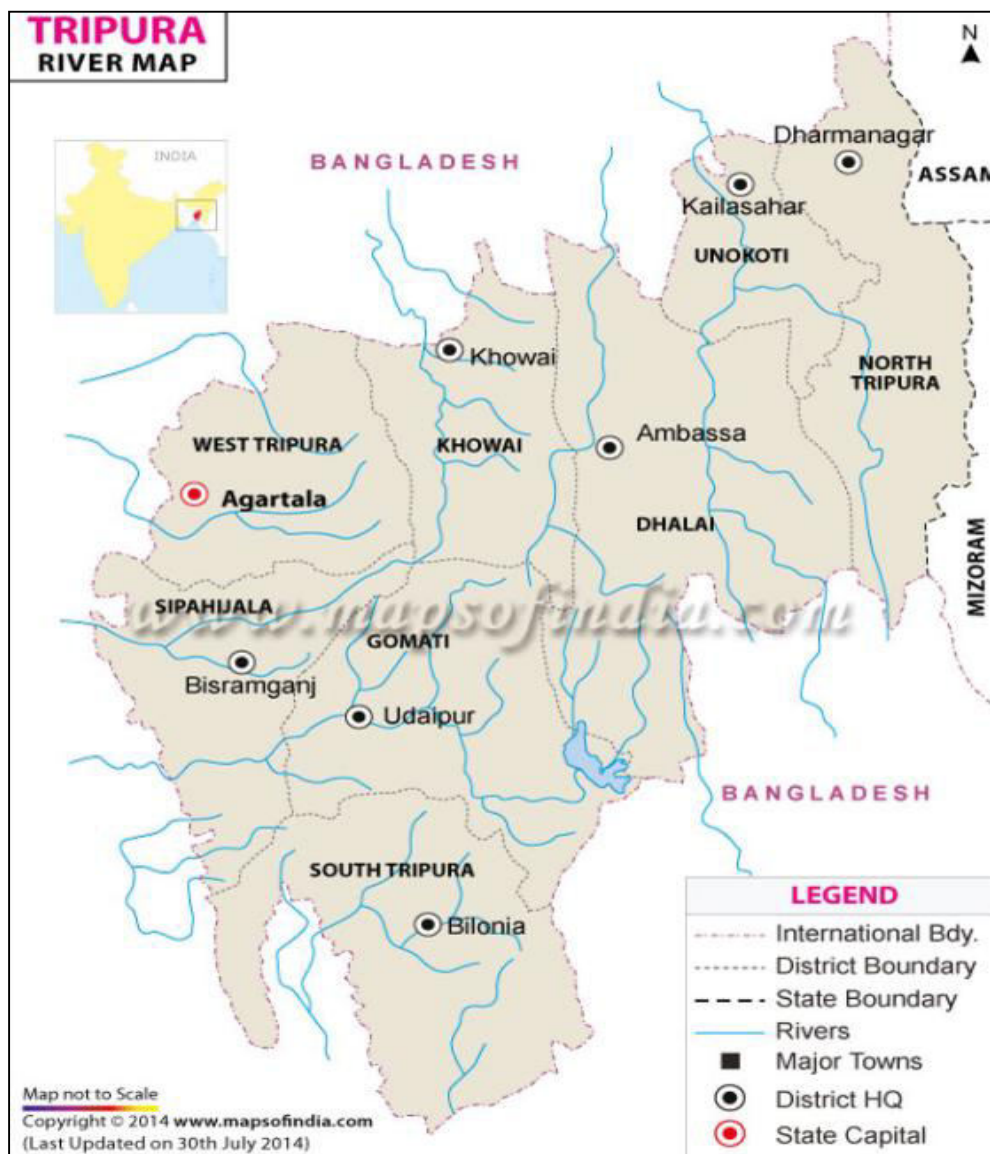 TRIPURA
RIVER MAP
N
INDIA
BANGLADESH
Dharmanagar
ASSAM
Kailasahar
UNOKOTI
Khowai
NORTH
TRIPURA
WEST TRIPURA
KHOWAI
Ambassa
Agartala
DHALAI
MIZORAM
SIPAHIJALA
www.mapsofindia.com
GOMATI
Bisramganj
Udaipur
BANGLADESH
SOUTH TRIPURA
Bilonia
LEGEND
International Bdy.
District Boundary
State Boundary
Rivers
Major Towns
District HQ
State Capital
Map not to Scale
Copyright © 2014 www.mapsofindia.com
(Last Updated on 30th July 2014)